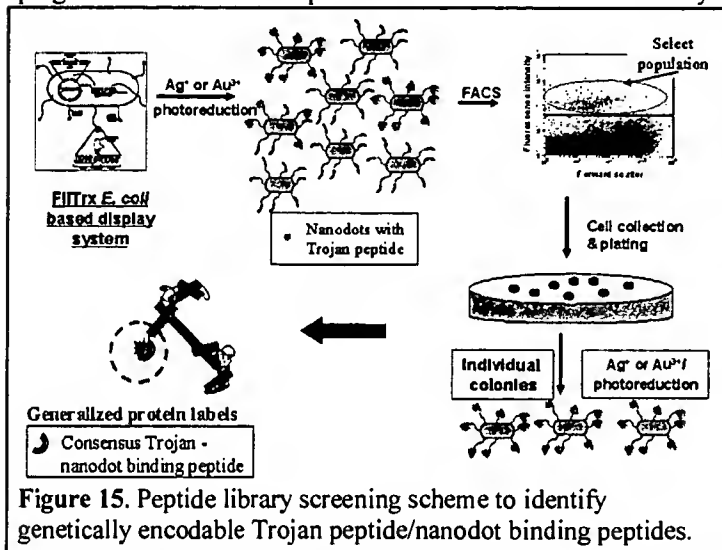 FliTrx E. coli
based display
system
Ag⁺ or Au³⁺
photoreduction
Nanodots with
Trojan peptide
FACS
Select
population
Fluorescence intensity
Forward scatter
Cell collection
& plating
Individual
colonies
Ag⁺ or Au³⁺/
photoreduction
Generalized protein labels
Consensus Trojan -
nanodot binding peptide
Figure 15. Peptide library screening scheme to identify
genetically encodable Trojan peptide/nanodot binding peptides.